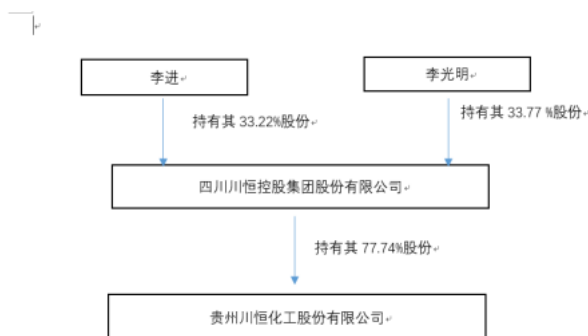 李进
李光明
持有其 33.22%股份
持有其 33.77 %股份
四川川恒控股集团股份有限公司
持有其 77.74%股份
贵州川恒化工股份有限公司